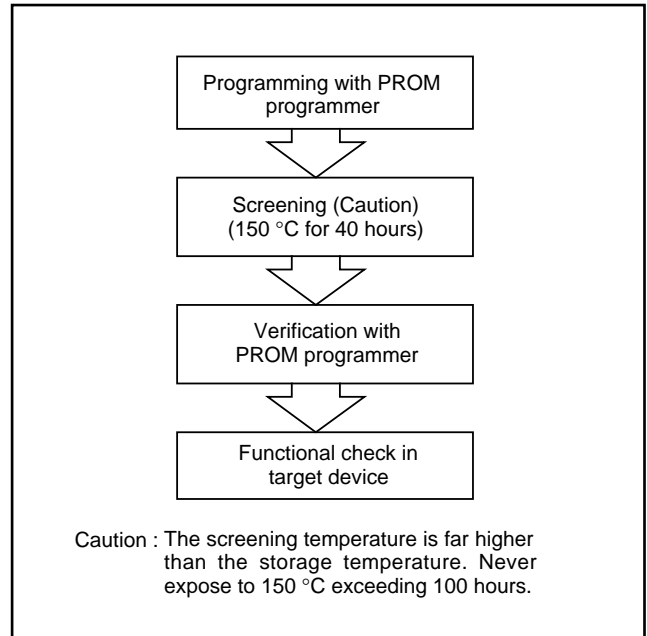 Programming with PROM
programmer
Screening (Caution)
(150 °C for 40 hours)
Verification with
PROM programmer
Functional check in
target device
Caution : The screening temperature is far higher
than the storage temperature. Never
expose to 150 °C exceeding 100 hours.